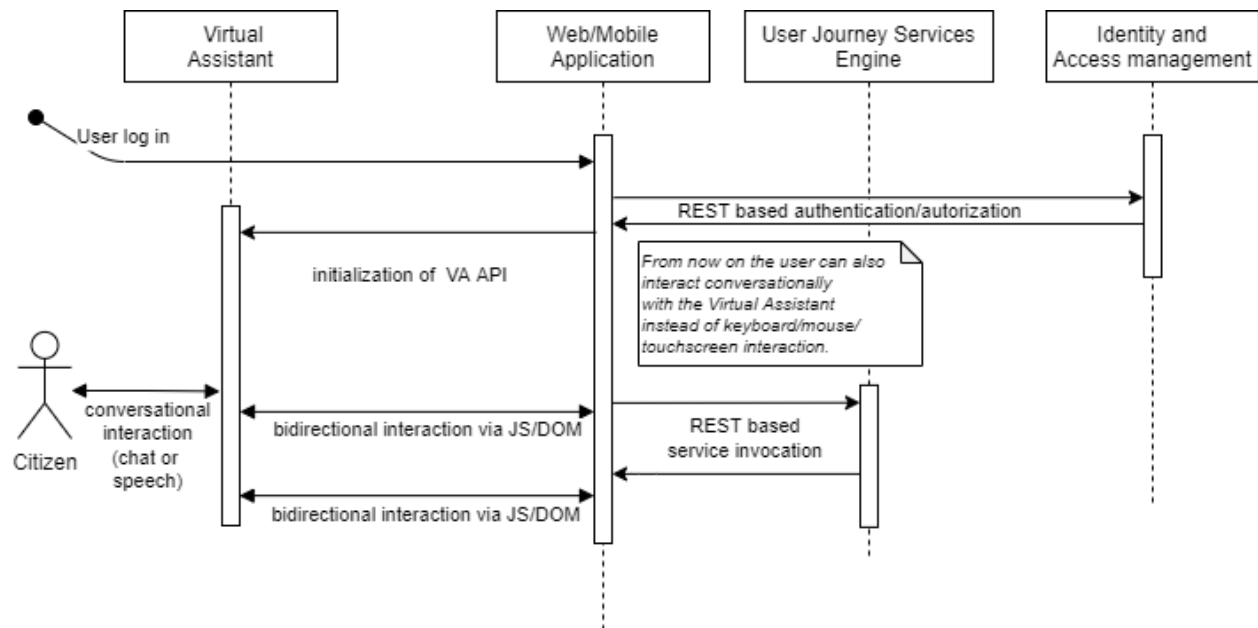 Virtual
Assistant
Web/Mobile
Application
User Journey Services
Engine
Identity and
Access management
User log in
REST based authentication/autorization
initialization of VA API
From now on the user can also
interact conversationally
with the Virtual Assistant
instead of keyboard/mouse/
touchscreen interaction.
conversational
interaction
(chat or
speech)
Citizen
bidirectional interaction via JS/DOM
REST based
service invocation
bidirectional interaction via JS/DOM